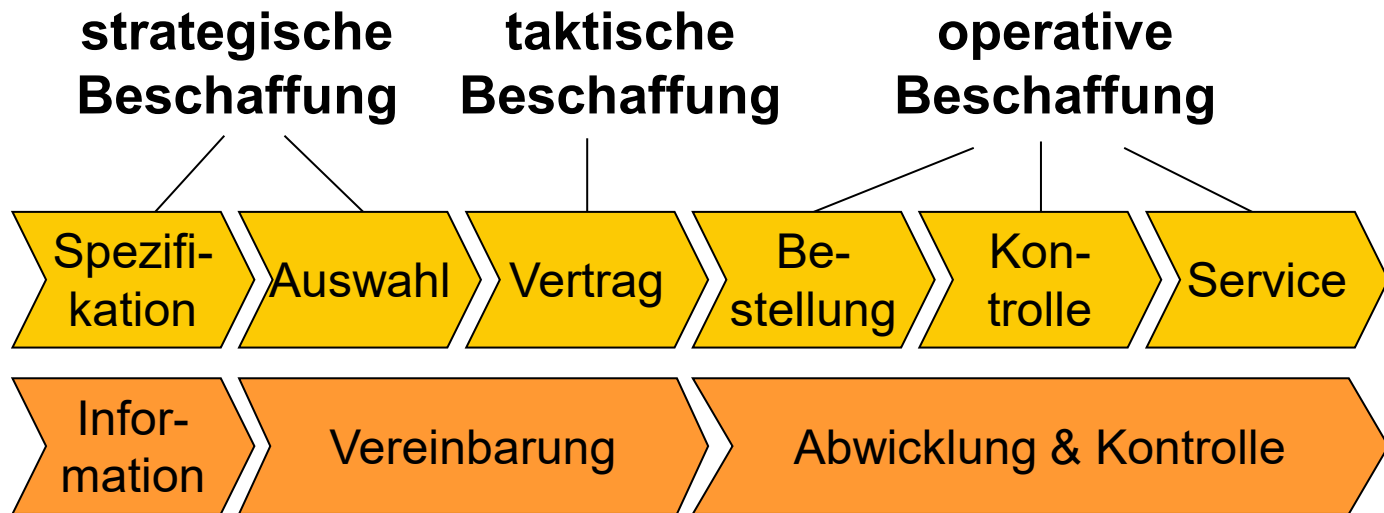 strategische
Beschaffung
taktische
Beschaffung
operative
Beschaffung
Spezifi-
kation
Auswahl
Vertrag
Be-
stellung
Kon-
trolle
Service
Infor-
mation
Vereinbarung
Abwicklung & Kontrolle